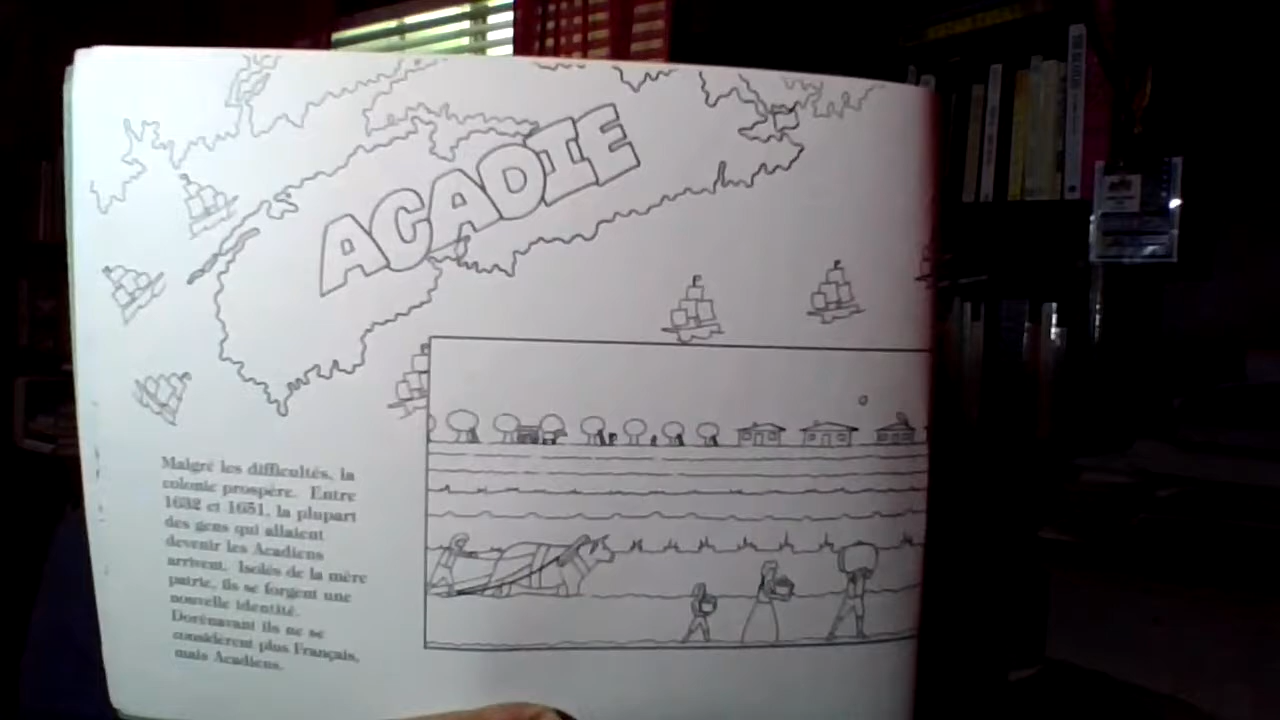 ACADIE
Malgré les difficultés, la
colonie prospère. Entre
1632 et 1651, la plupart
des gens qui allaient
devenir les Acadiens
arrivent. Isolés de la mère
patrie, ils se forgent une
nouvelle identité.
Dorénavant ils ne se
considèrent plus Français,
mais Acadiens.